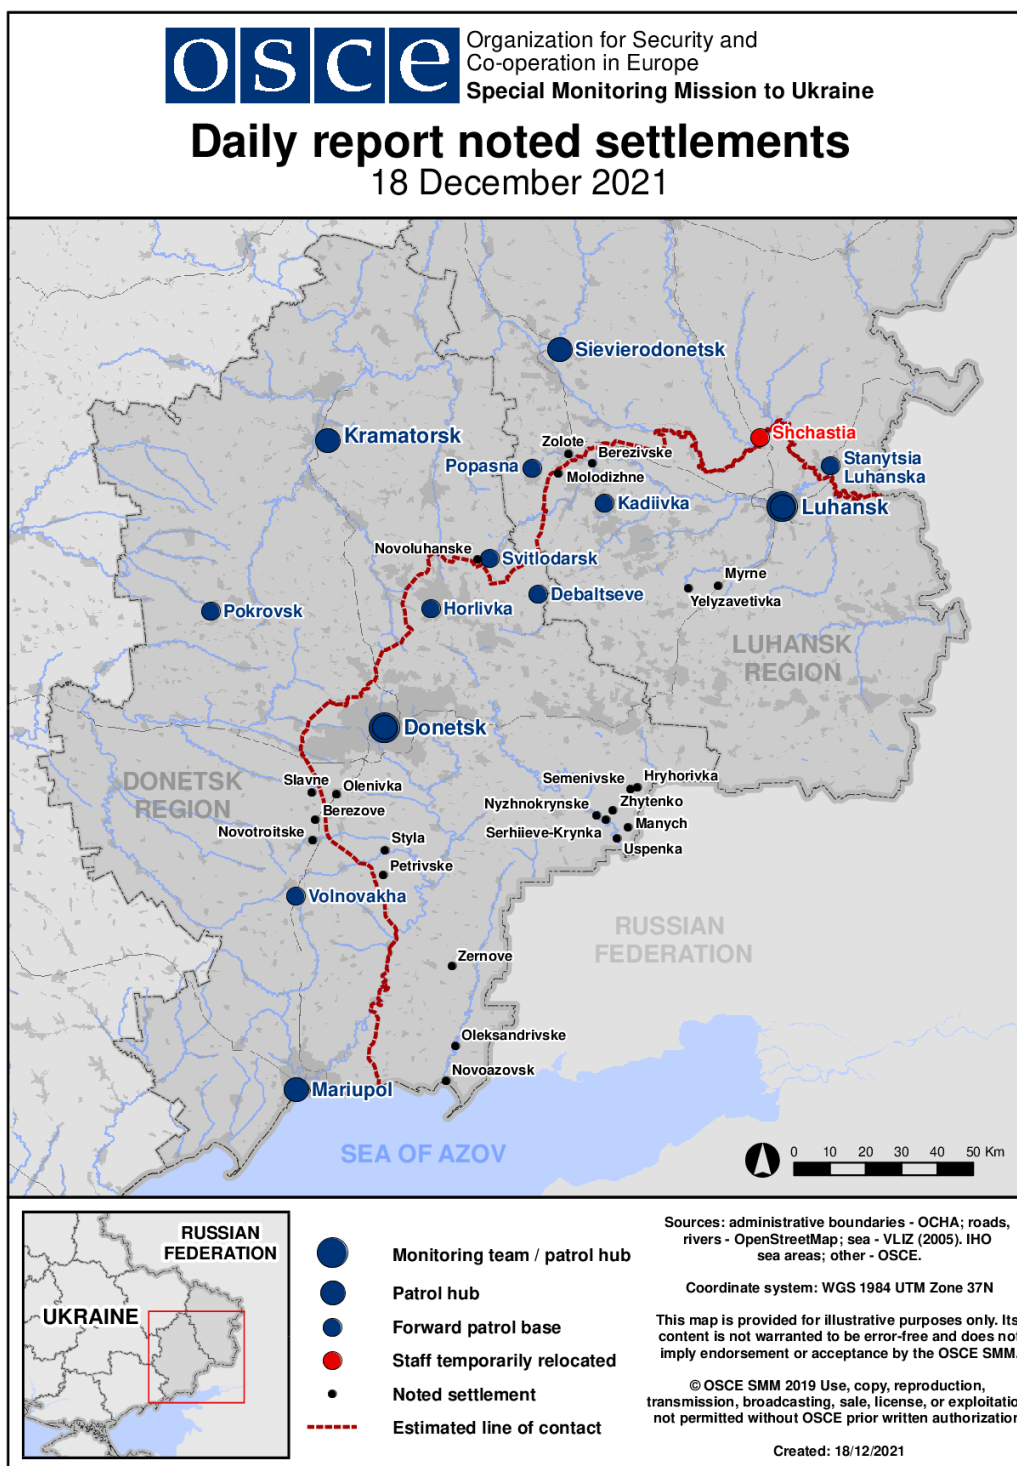 osce
Organization for Security and
Co-operation in Europe
Special Monitoring Mission to Ukraine
Daily report noted settlements
18 December 2021
Sievierodonetsk
Kramatorsk
Shchastia
Zolote
Berezivske
Popasna
Molodizhne
Stanytsia
Luhanska
Kadiivka
Luhansk
Novoluhanske
Svitlodarsk
Myrne
Yelyzavetivka
Debaltseve
Horlivka
Pokrovsk
LUHANSK
REGION
Donetsk
DONETSK
REGION
Slavne
Olenivka
Berezove
Novotroitske
Styla
Petrivske
Semenivske
Hryhorivka
Nyzhnokrynske
Zhytenko
Serhiieve-Krynka
Manych
Uspenka
Volnovakha
RUSSIAN
FEDERATION
Zernove
Oleksandrivske
Novoazovsk
Mariupol
SEA OF AZOV
0 10 20 30 40 50 Km
RUSSIAN
FEDERATION
UKRAINE
Monitoring team / patrol hub
Patrol hub
Forward patrol base
Staff temporarily relocated
Noted settlement
Estimated line of contact
Sources: administrative boundaries - OCHA; roads,
rivers - OpenStreetMap; sea - VLIZ (2005). IHO
sea areas; other - OSCE.
Coordinate system: WGS 1984 UTM Zone 37N
This map is provided for illustrative purposes only. Its
content is not warranted to be error-free and does not
imply endorsement or acceptance by the OSCE SMM.
© OSCE SMM 2019 Use, copy, reproduction,
transmission, broadcasting, sale, license, or exploitatio
not permitted without OSCE prior written authorization
Created: 18/12/2021